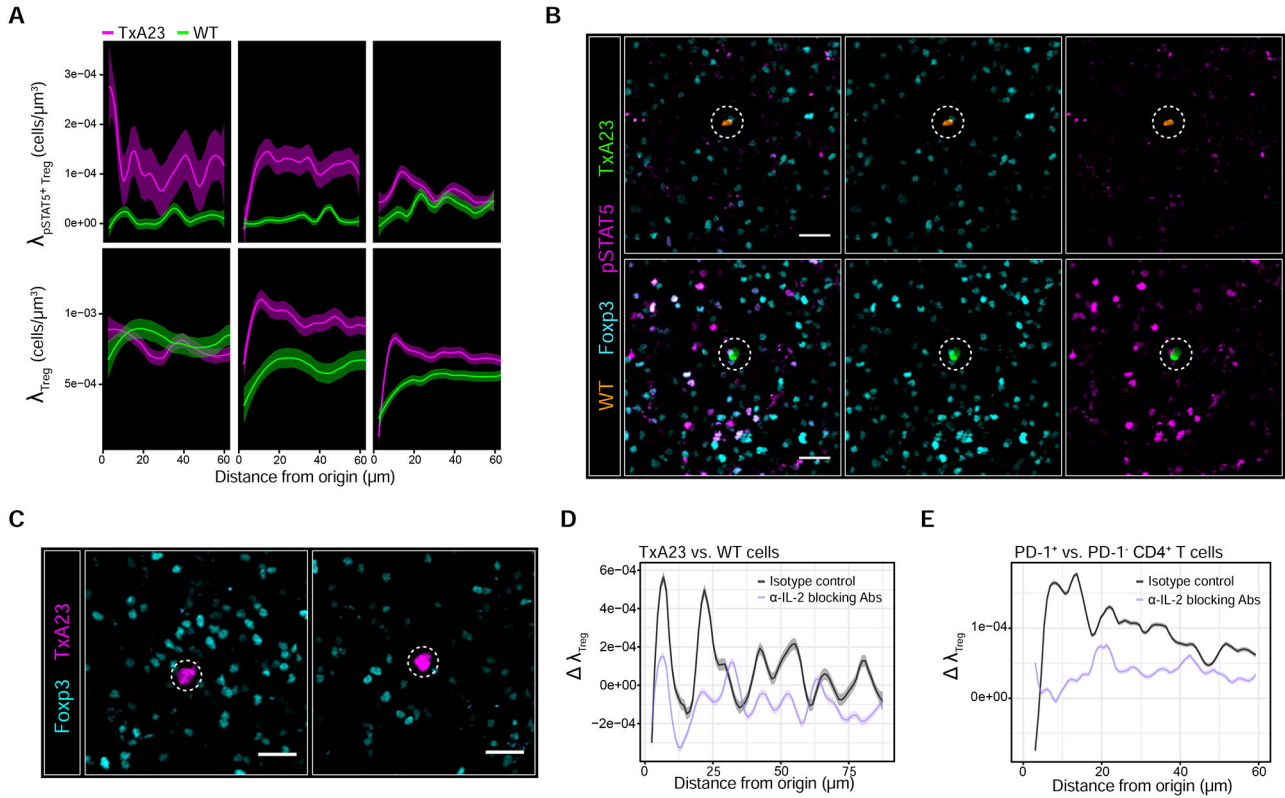 A
TxA23 WT
λpSTAT5⁺ Treg (cells/µm³)
3e−04
2e−04
1e−04
0e+00
λTreg (cells/µm³)
1e−03
5e−04
0 20 40 60 0 20 40 60 0 20 40 60
Distance from origin (µm)
B
WT Foxp3 pSTAT5 TxA23
C
Foxp3 TxA23
D
TxA23 vs. WT cells
Isotype control
α-IL-2 blocking Abs
Δ λTreg
6e−04
4e−04
2e−04
0e+00
−2e−04
0 25 50 75
Distance from origin (µm)
E
PD-1⁺ vs. PD-1⁻ CD4⁺ T cells
Isotype control
α-IL-2 blocking Abs
Δ λTreg
1e−04
0e+00
0 20 40 60
Distance from origin (µm)